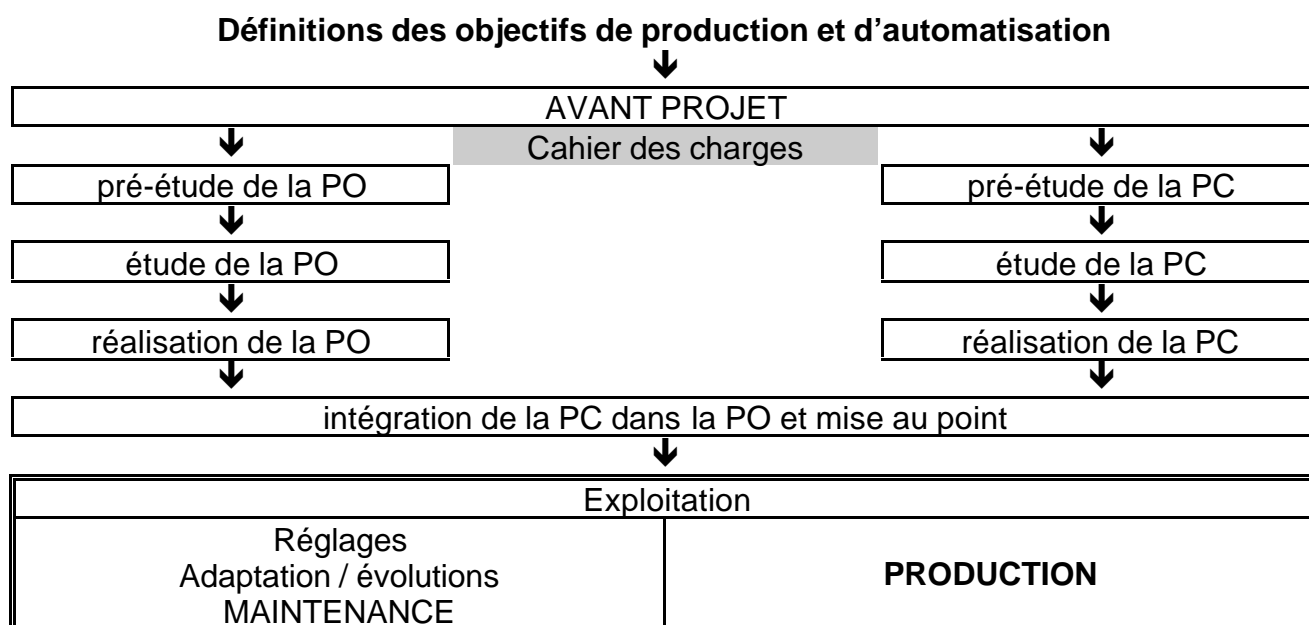 Définitions des objectifs de production et d’automatisation
AVANT PROJET
Cahier des charges
pré-étude de la PO
pré-étude de la PC
étude de la PO
étude de la PC
réalisation de la PO
réalisation de la PC
intégration de la PC dans la PO et mise au point
Exploitation
Réglages
Adaptation / évolutions
MAINTENANCE
PRODUCTION